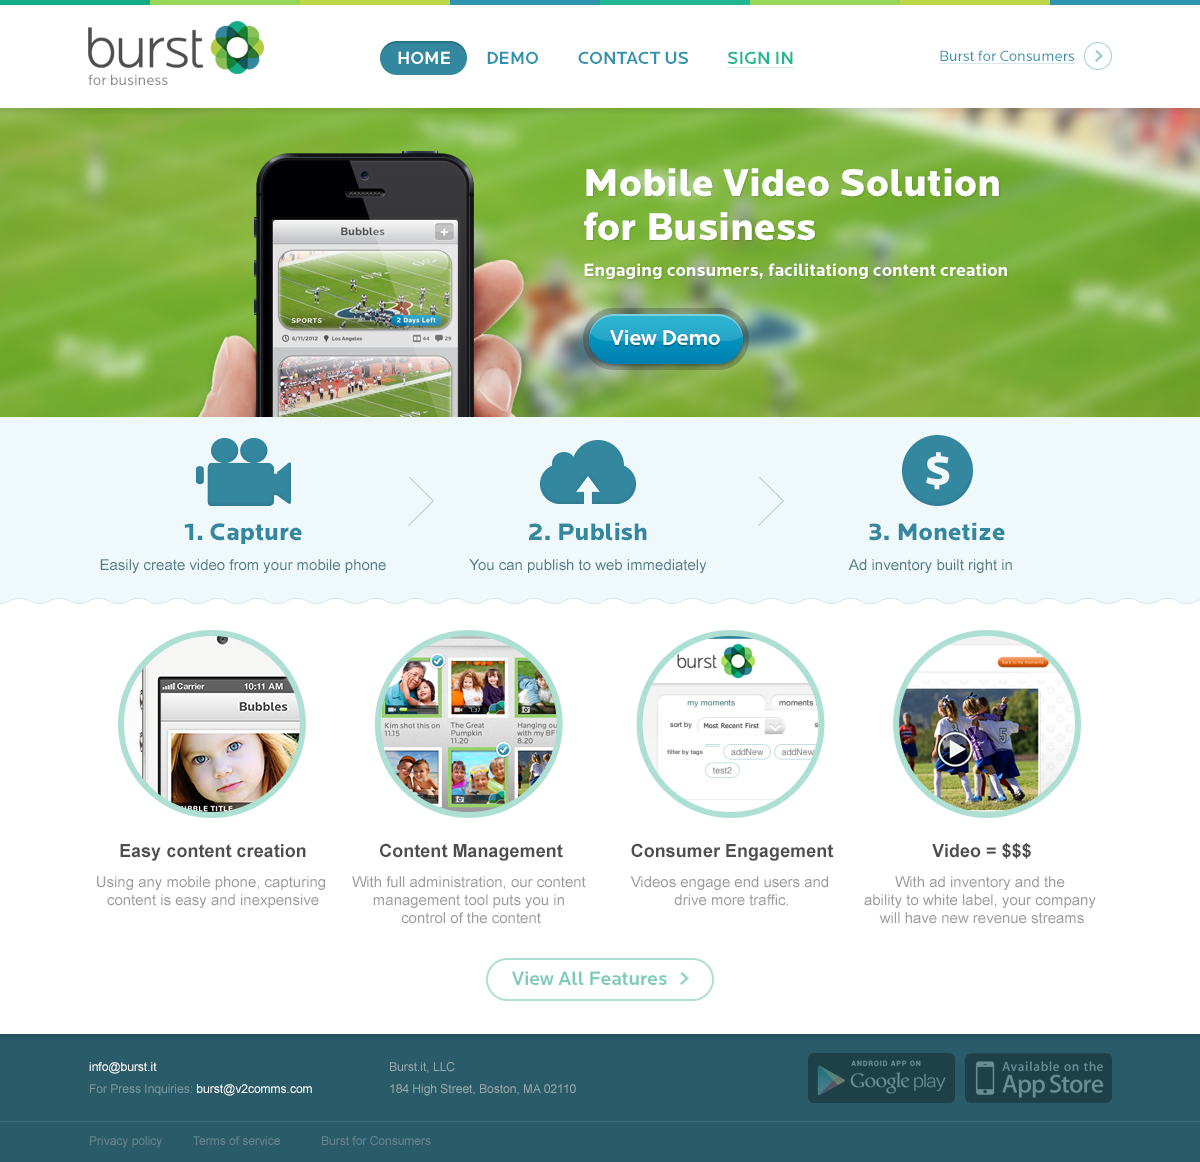 burst
for business
HOME
DEMO
CONTACT US
SIGN IN
Burst for Consumers
Mobile Video Solution
for Business
Engaging consumers, facilitationg content creation
View Demo
Bubbles
SPORTS
2 Days Left
6/11/2012
Los Angeles
44
29
1. Capture
2. Publish
3. Monetize
Easily create video from your mobile phone
You can publish to web immediately
Ad inventory built right in
Carrier
10:11 AM
Bubbles
BBLE TITLE
1:37
Kim shot this on
11.15
The Great
Pumpkin
11.20
Hanging ou
with my BF
8.20
burst
my moments
moments
sort by
Most Recent First
s
filter by tags
addNew
addNew
test2
back to my moments
Easy content creation
Using any mobile phone, capturing
content is easy and inexpensive
Content Management
With full administration, our content
management tool puts you in
control of the content
Consumer Engagement
Videos engage end users and
drive more traffic.
Video = $$$
With ad inventory and the
ability to white label, your company
will have new revenue streams
View All Features
info@burst.it
For Press Inquiries: burst@v2comms.com
Burst.it, LLC
184 High Street, Boston, MA 02110
ANDROID APP ON
Google play
Available on the
App Store
Privacy policy
Terms of service
Burst for Consumers